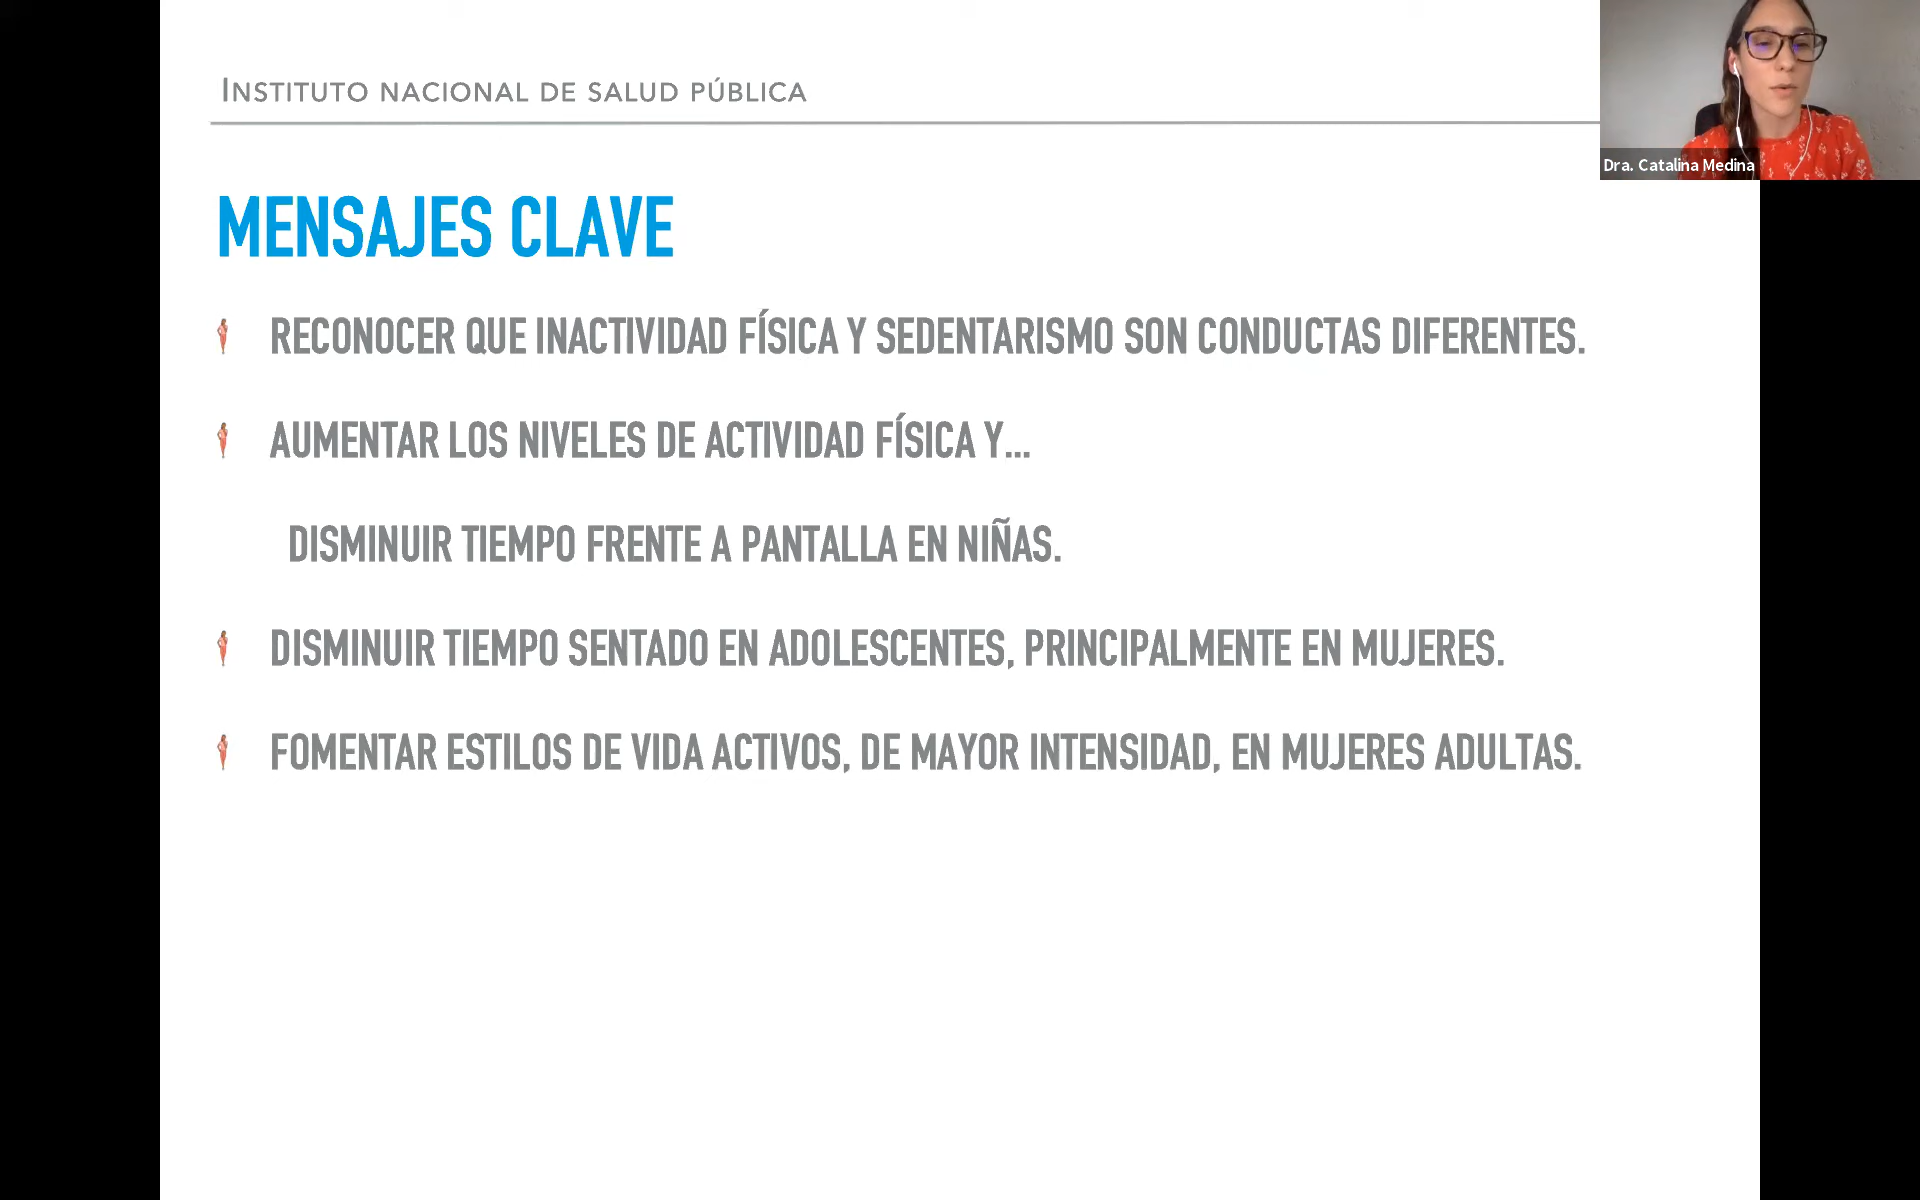 INSTITUTO NACIONAL DE SALUD PÚBLICA
Dra. Catalina Medina
MENSAJES CLAVE
RECONOCER QUE INACTIVIDAD FÍSICA Y SEDENTARISMO SON CONDUCTAS DIFERENTES.
AUMENTAR LOS NIVELES DE ACTIVIDAD FÍSICA Y...
DISMINUIR TIEMPO FRENTE A PANTALLA EN NIÑAS.
DISMINUIR TIEMPO SENTADO EN ADOLESCENTES, PRINCIPALMENTE EN MUJERES.
FOMENTAR ESTILOS DE VIDA ACTIVOS, DE MAYOR INTENSIDAD, EN MUJERES ADULTAS.